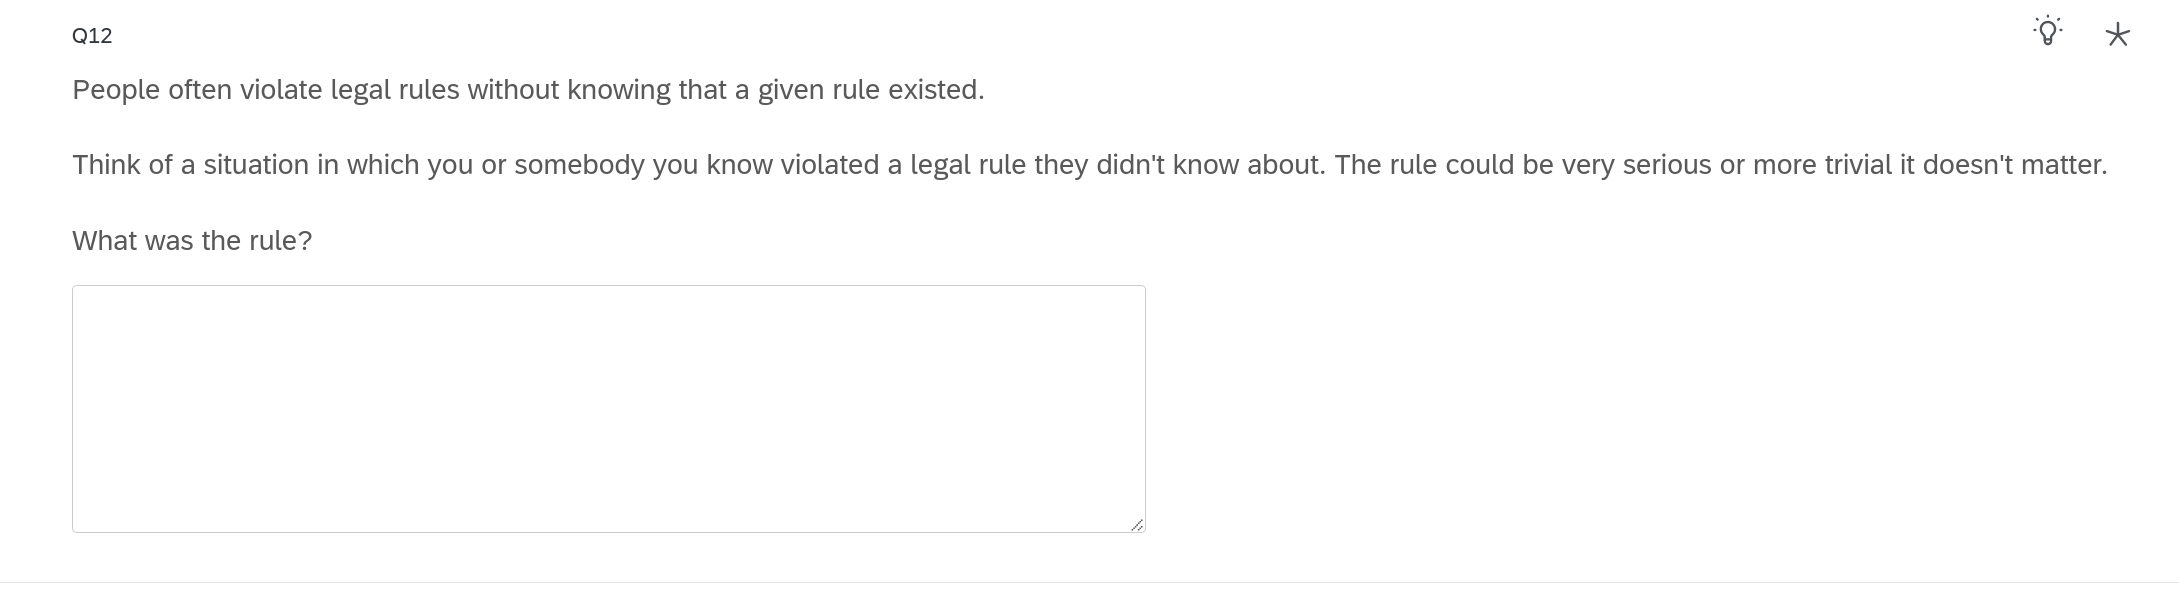 Q12
People often violate legal rules without knowing that a given rule existed.
Think of a situation in which you or somebody you know violated a legal rule they didn't know about. The rule could be very serious or more trivial it doesn't matter.
What was the rule?